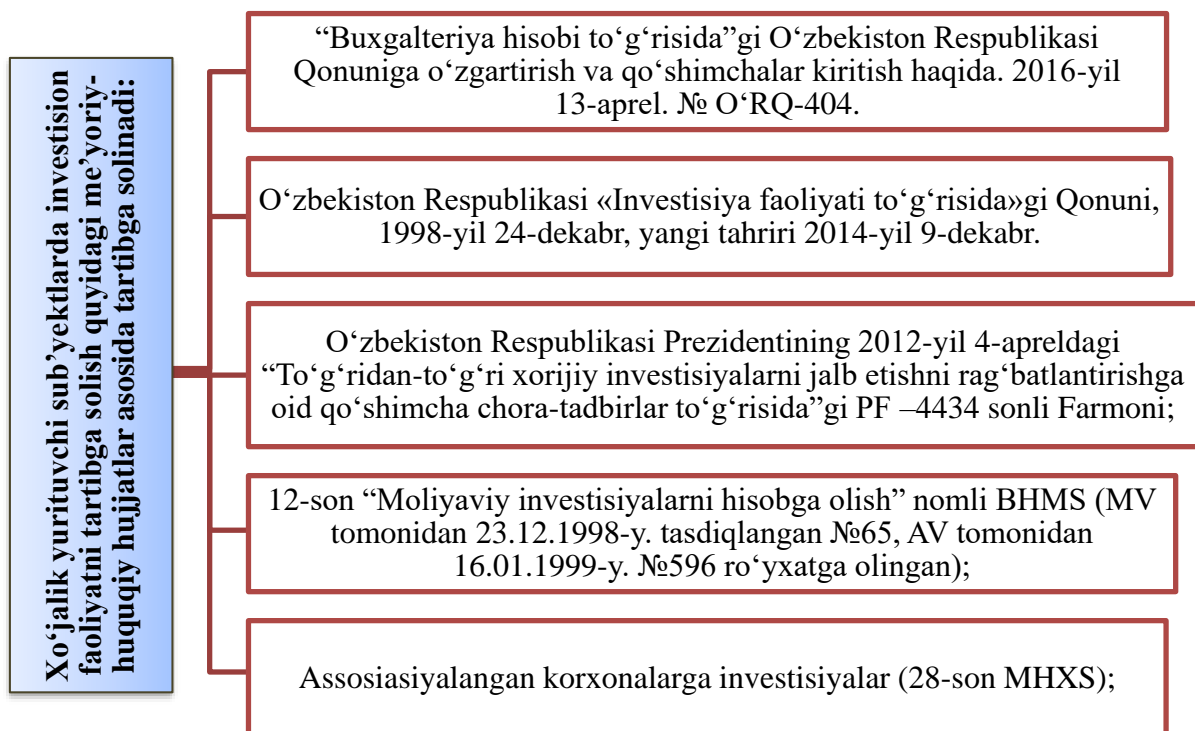 Xo‘jalik yurituvchi sub’yektlarda investision
faoliyatni tartibga solish quyidagi me’yoriy-
huquqiy hujjatlar asosida tartibga solinadi:
“Buxgalteriya hisobi to‘g‘risida”gi O‘zbekiston Respublikasi
Qonuniga o‘zgartirish va qo‘shimchalar kiritish haqida. 2016-yil
13-aprel. № O‘RQ-404.
O‘zbekiston Respublikasi «Investisiya faoliyati to‘g‘risida»gi Qonuni,
1998-yil 24-dekabr, yangi tahriri 2014-yil 9-dekabr.
O‘zbekiston Respublikasi Prezidentining 2012-yil 4-apreldagi
“To‘g‘ridan-to‘g‘ri xorijiy investisiyalarni jalb etishni rag‘batlantirishga
oid qo‘shimcha chora-tadbirlar to‘g‘risida”gi PF –4434 sonli Farmoni;
12-son “Moliyaviy investisiyalarni hisobga olish” nomli BHMS (MV
tomonidan 23.12.1998-y. tasdiqlangan №65, AV tomonidan
16.01.1999-y. №596 ro‘yxatga olingan);
Assosiasiyalangan korxonalarga investisiyalar (28-son MHXS);